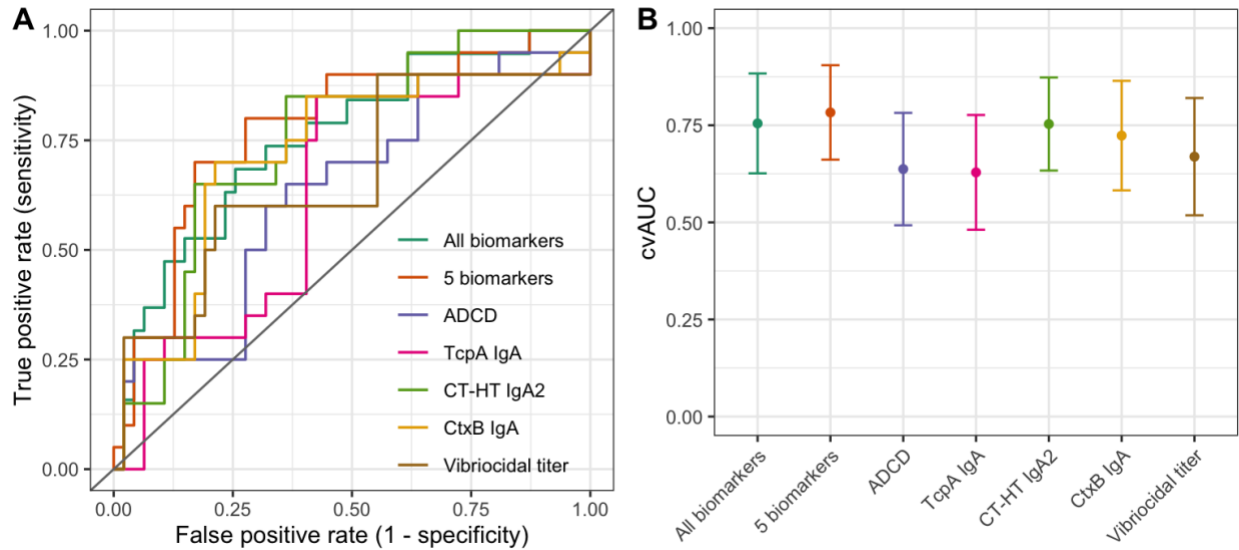 A
True positive rate (sensitivity)
1.00
0.75
0.50
0.25
0.00
All biomarkers
5 biomarkers
ADCD
TcpA IgA
CT-HT IgA2
CtxB IgA
Vibriocidal titer
0.00 0.25 0.50 0.75 1.00
False positive rate (1 - specificity)
B
cvAUC
1.00
0.75
0.50
0.25
0.00
All biomarkers
5 biomarkers
ADCD
TcpA IgA
CT-HT IgA2
CtxB IgA
Vibriocidal titer